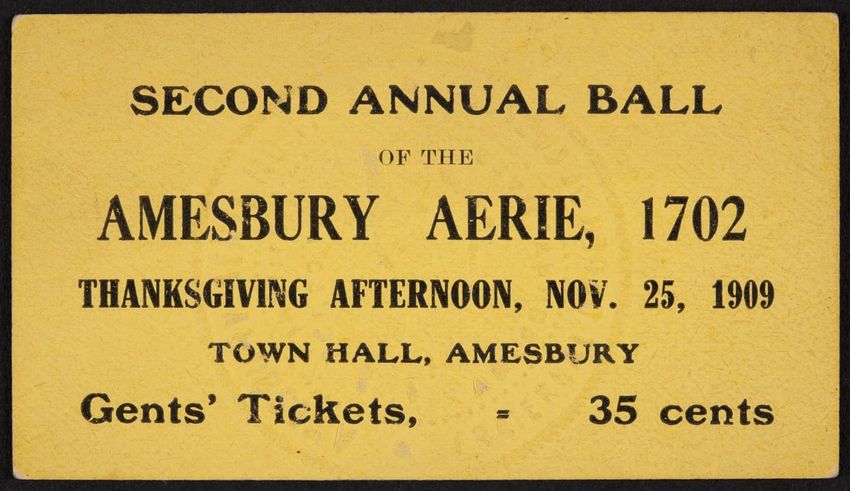 SECOND ANNUAL BALL
OF THE
AMESBURY AERIE, 1702
THANKSGIVING AFTERNOON, NOV. 25, 1909
TOWN HALL, AMESBURY
Gents' Tickets, = 35 cents